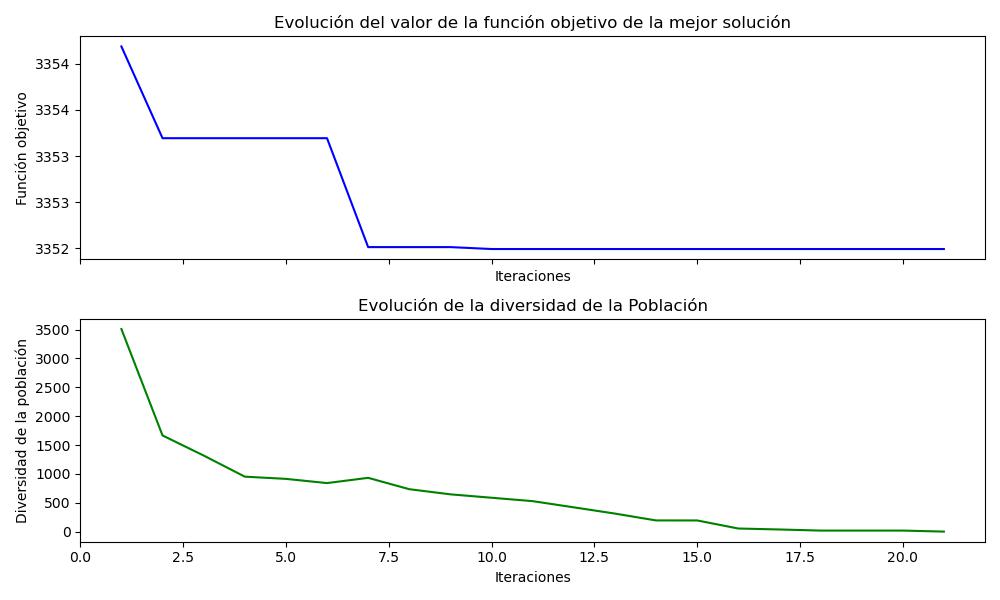 Evolución del valor de la función objetivo de la mejor solución
Función objetivo
3354
3354
3353
3353
3352
Iteraciones
Evolución de la diversidad de la Población
Diversidad de la población
3500
3000
2500
2000
1500
1000
500
0
0.0 2.5 5.0 7.5 10.0 12.5 15.0 17.5 20.0
Iteraciones